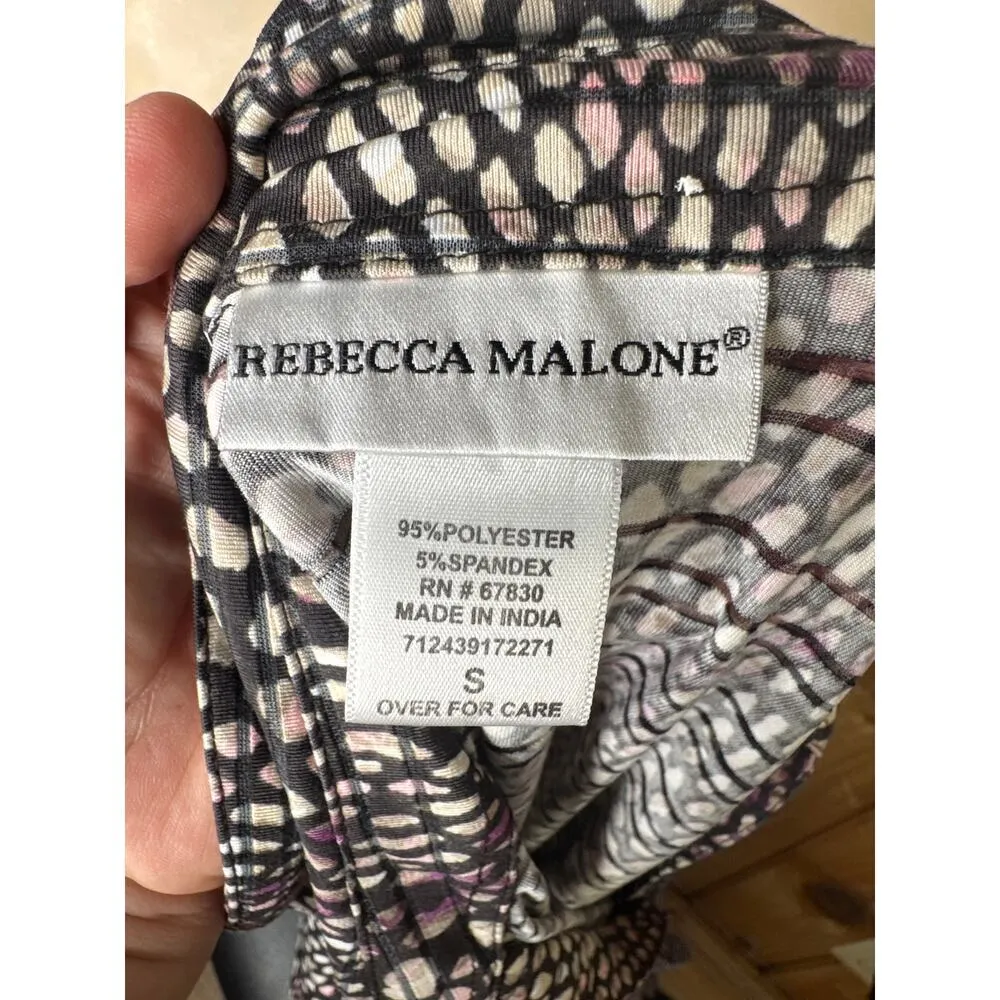 REBECCA MALONE®
95%POLYESTER
5%SPANDEX
RN # 67830
MADE IN INDIA
712439172271
S
OVER FOR CARE